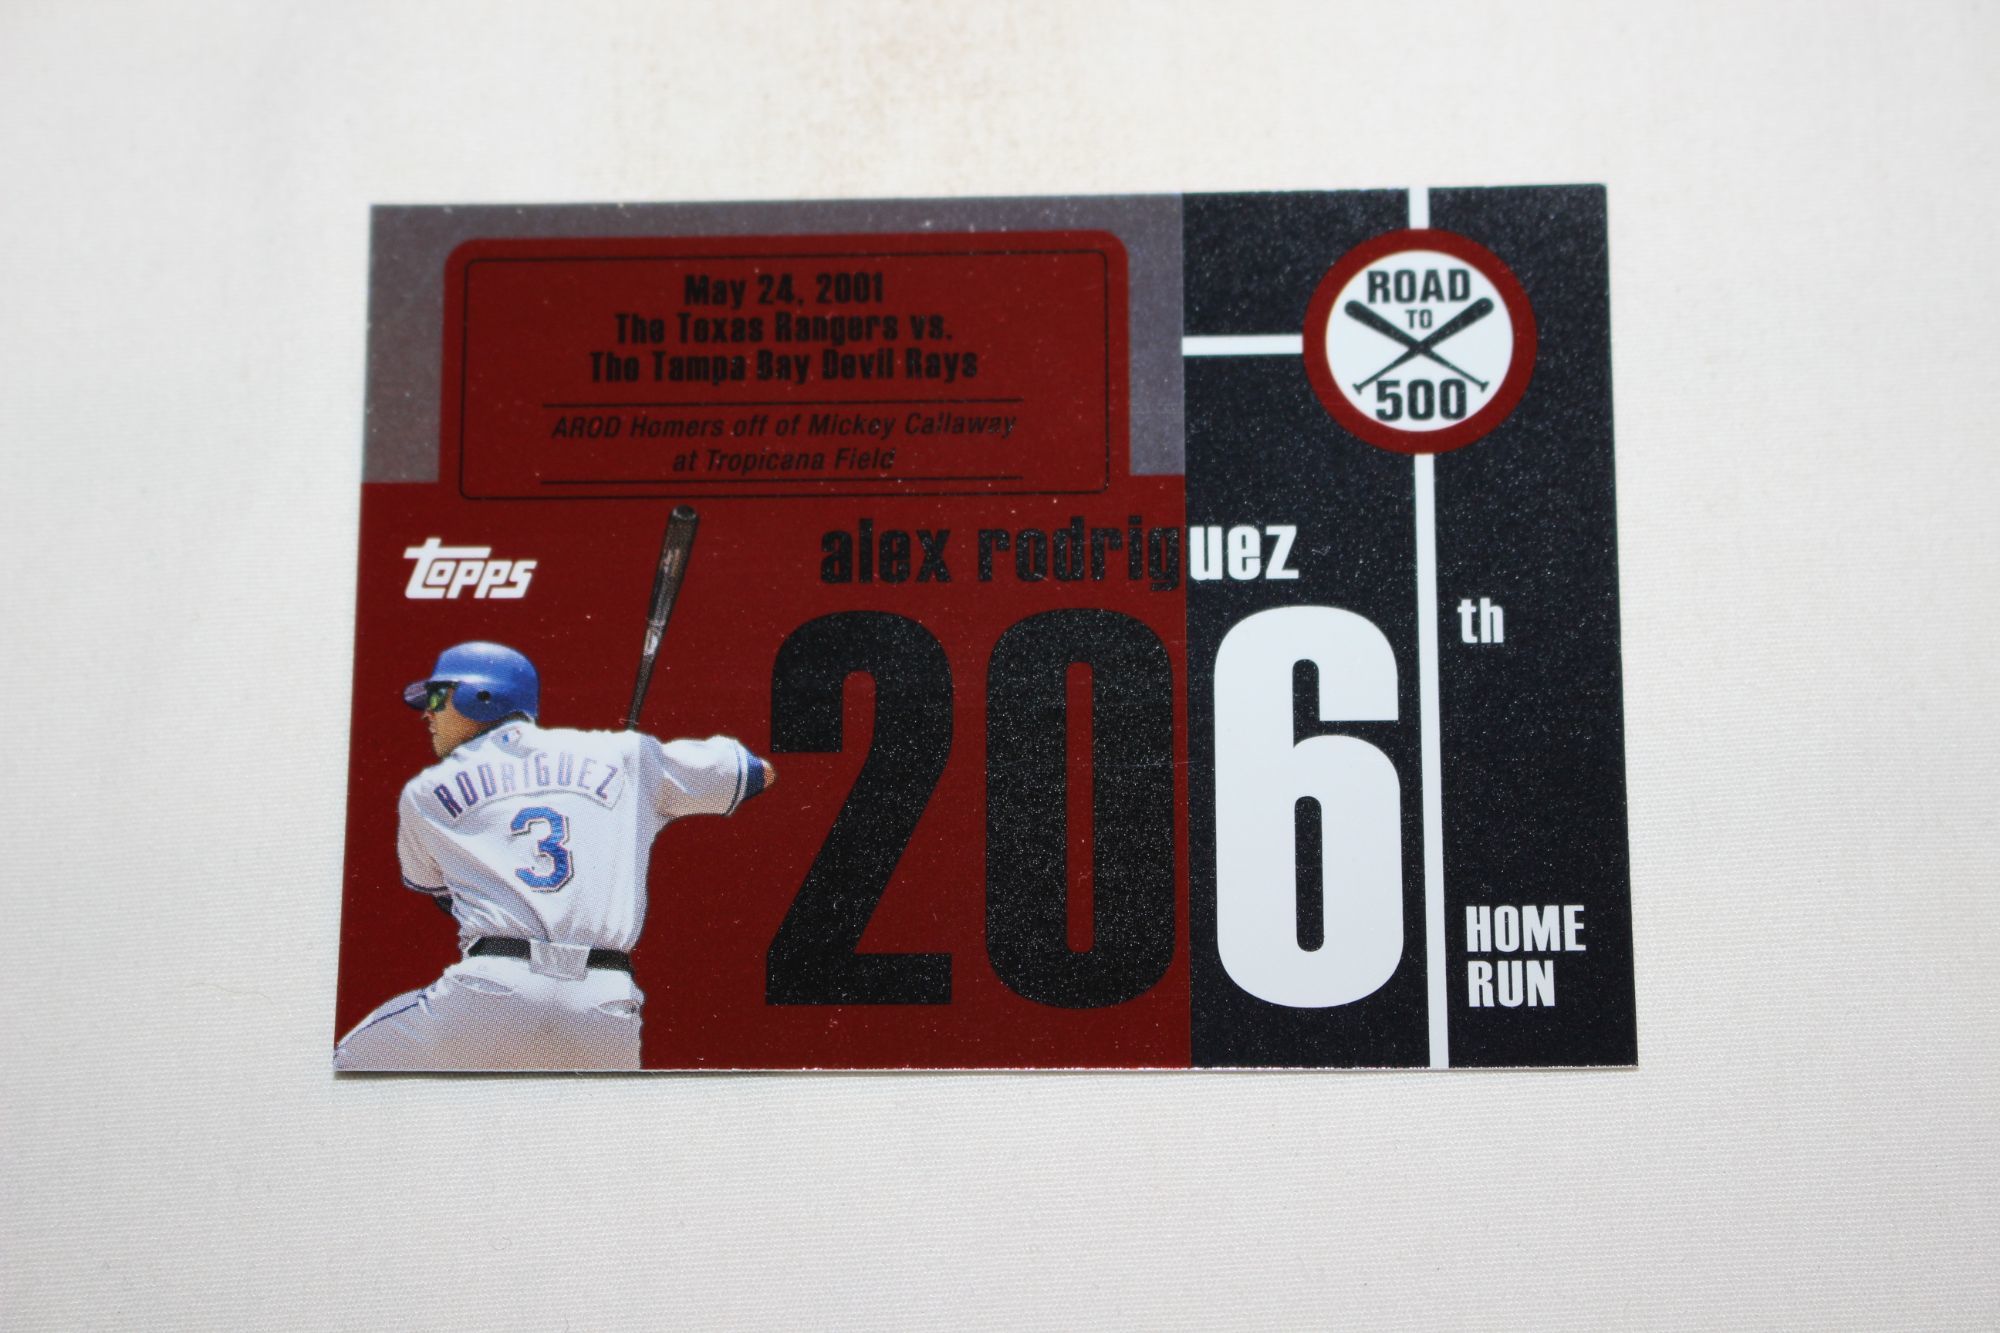 May 24, 2001
The Texas Rangers vs.
The Tampa Bay Devil Rays
AROD Homers off of Mickey Callaway
at Tropicana Field
ROAD
TO
500
topps
alex rodriguez
206
th
HOME
RUN
RODRIGUEZ
3